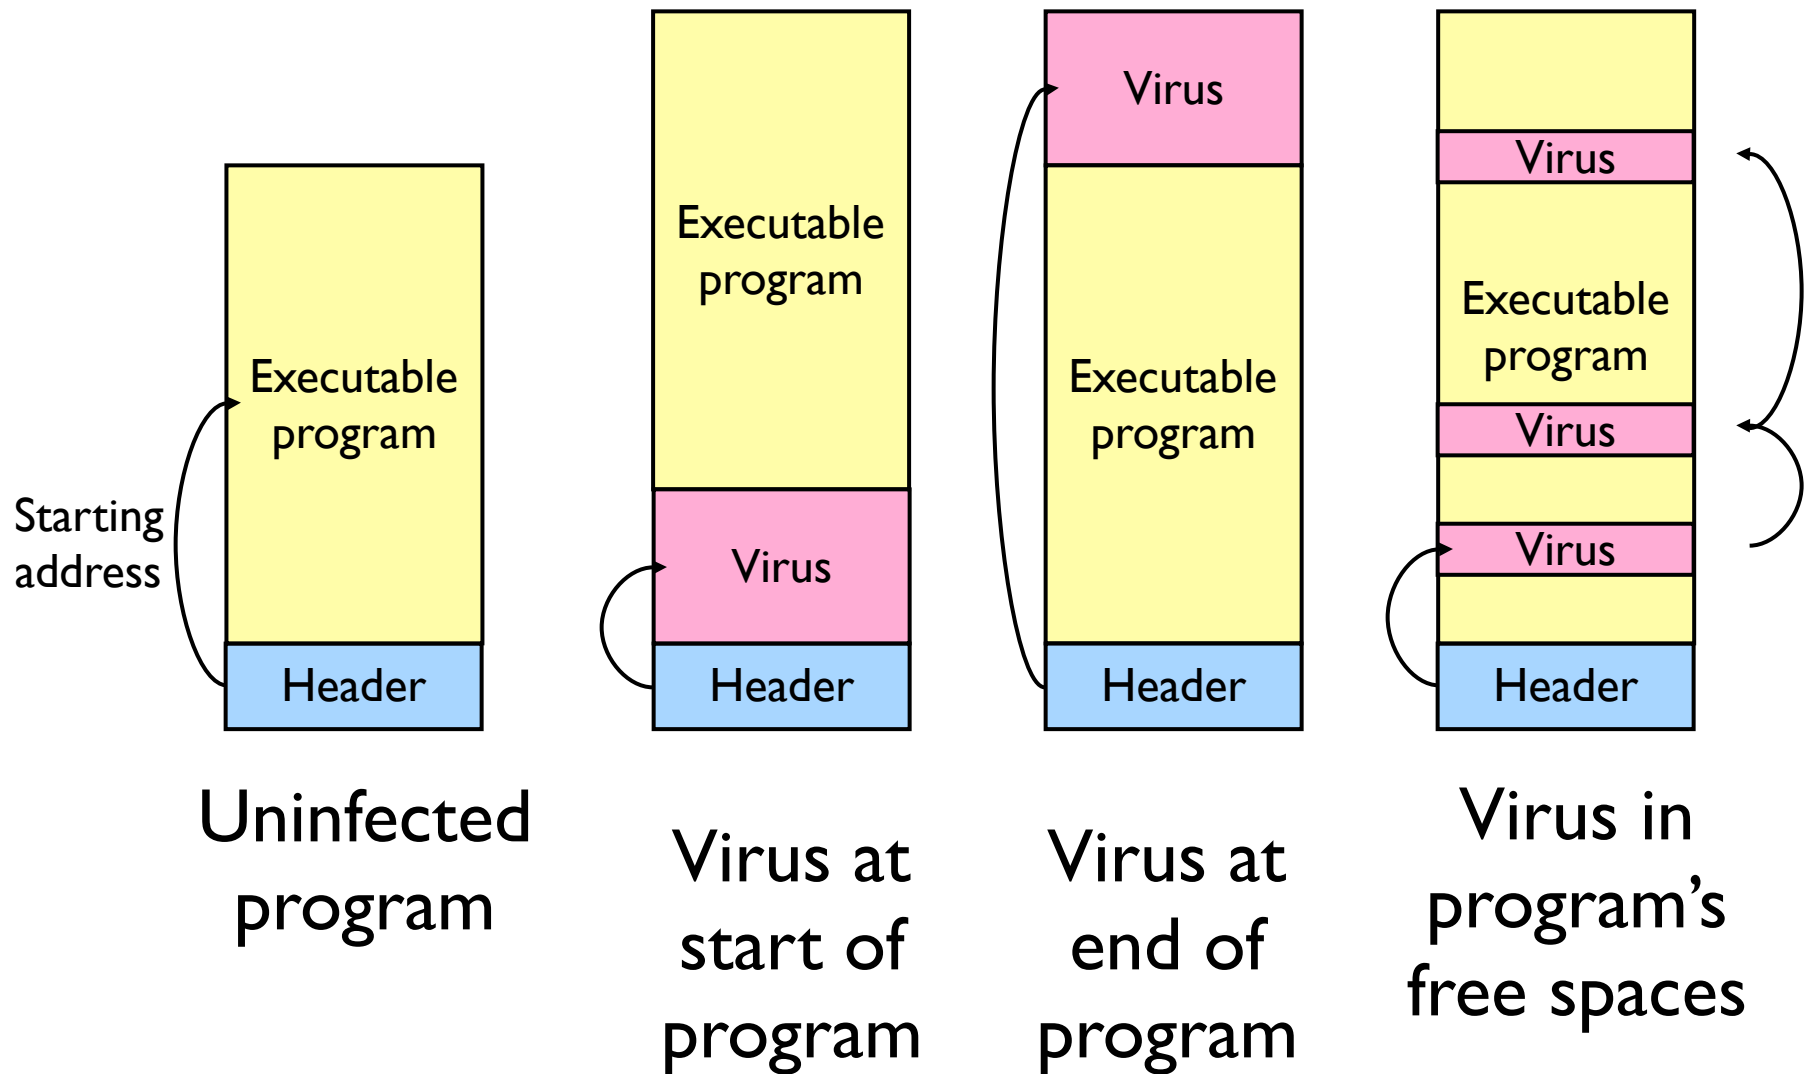 Starting
address
Executable
program
Header
Uninfected
program
Executable
program
Virus
Header
Virus at
start of
program
Virus
Executable
program
Header
Virus at
end of
program
Virus
Executable
program
Virus
Virus
Header
Virus in
program’s
free spaces